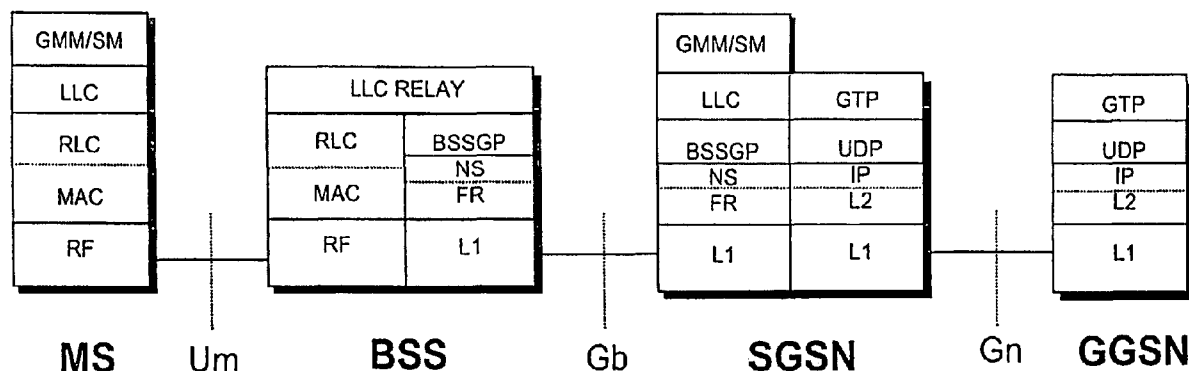 GMM/SM
LLC
RLC
MAC
RF
LLC RELAY
RLC
MAC
RF
BSSGP
NS
FR
L1
GMM/SM
LLC
BSSGP
NS
FR
L1
GTP
UDP
IP
L2
L1
GTP
UDP
IP
L2
L1
MS
Um
BSS
Gb
SGSN
Gn
GGSN